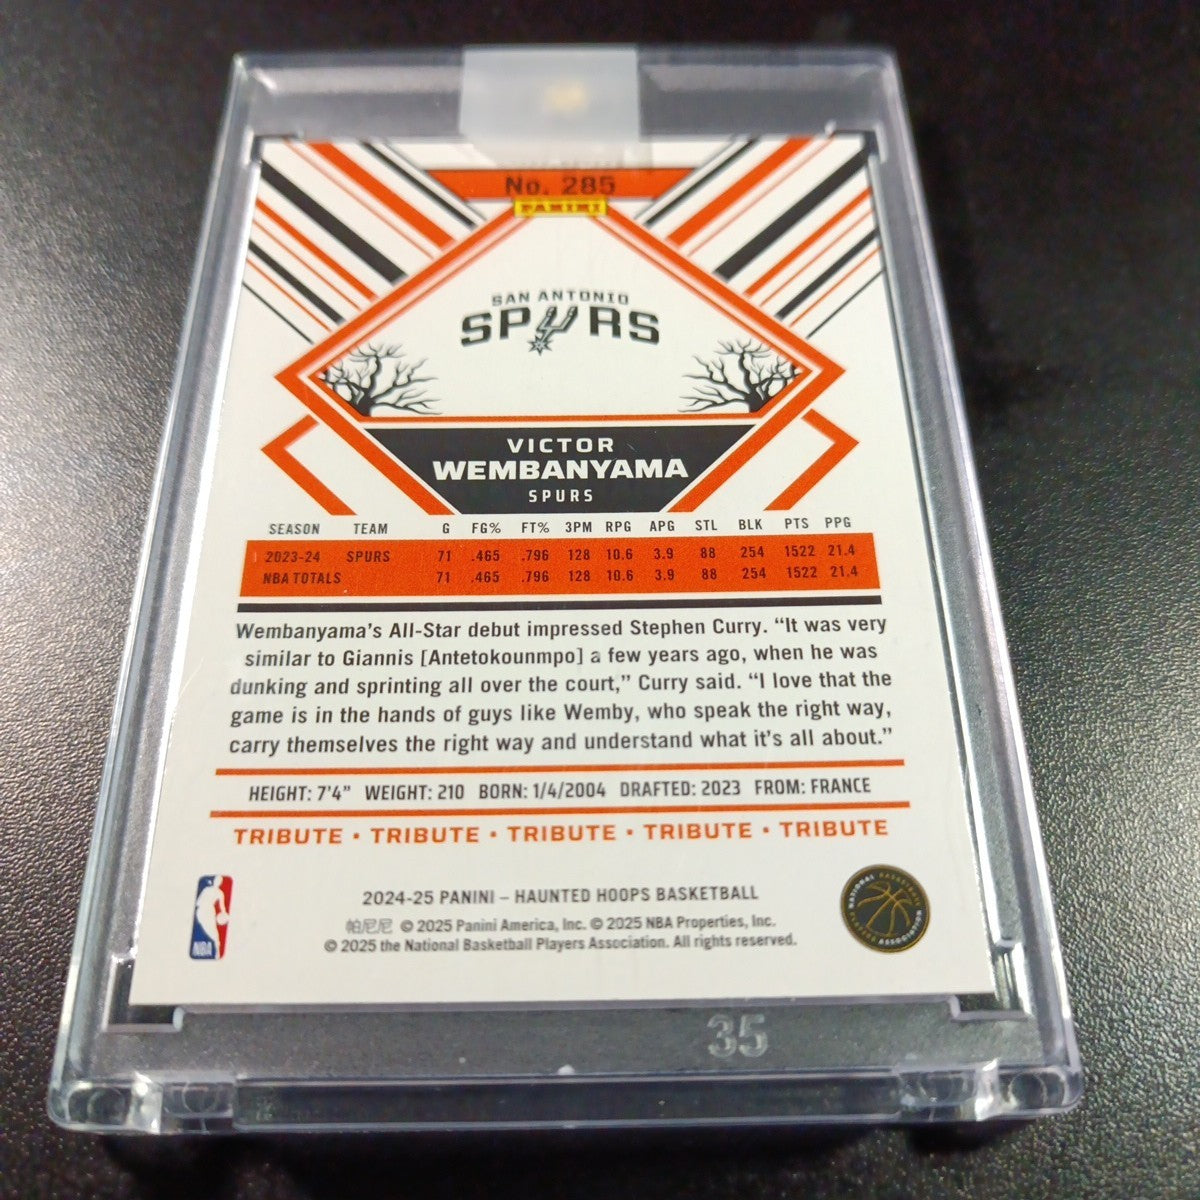 No. 285
PANINI
SAN ANTONIO
SPURS
VICTOR
WEMBANYAMA
SPURS
SEASON TEAM G FG% FT% 3PM RPG APG STL BLK PTS PPG
2023-24 SPURS 71 .465 .796 128 10.6 3.9 88 254 1522 21.4
NBA TOTALS 71 .465 .796 128 10.6 3.9 88 254 1522 21.4
Wembanyama's All-Star debut impressed Stephen Curry. "It was very
similar to Giannis [Antetokounmpo] a few years ago, when he was
dunking and sprinting all over the court," Curry said. "I love that the
game is in the hands of guys like Wemby, who speak the right way,
carry themselves the right way and understand what it's all about."
HEIGHT: 7'4" WEIGHT: 210 BORN: 1/4/2004 DRAFTED: 2023 FROM: FRANCE
TRIBUTE • TRIBUTE • TRIBUTE • TRIBUTE • TRIBUTE
2024-25 PANINI – HAUNTED HOOPS BASKETBALL
帕尼尼 © 2025 Panini America, Inc. © 2025 NBA Properties, Inc.
© 2025 the National Basketball Players Association. All rights reserved.
NBA
NATIONAL BASKETBALL PLAYERS ASSOCIATION
35